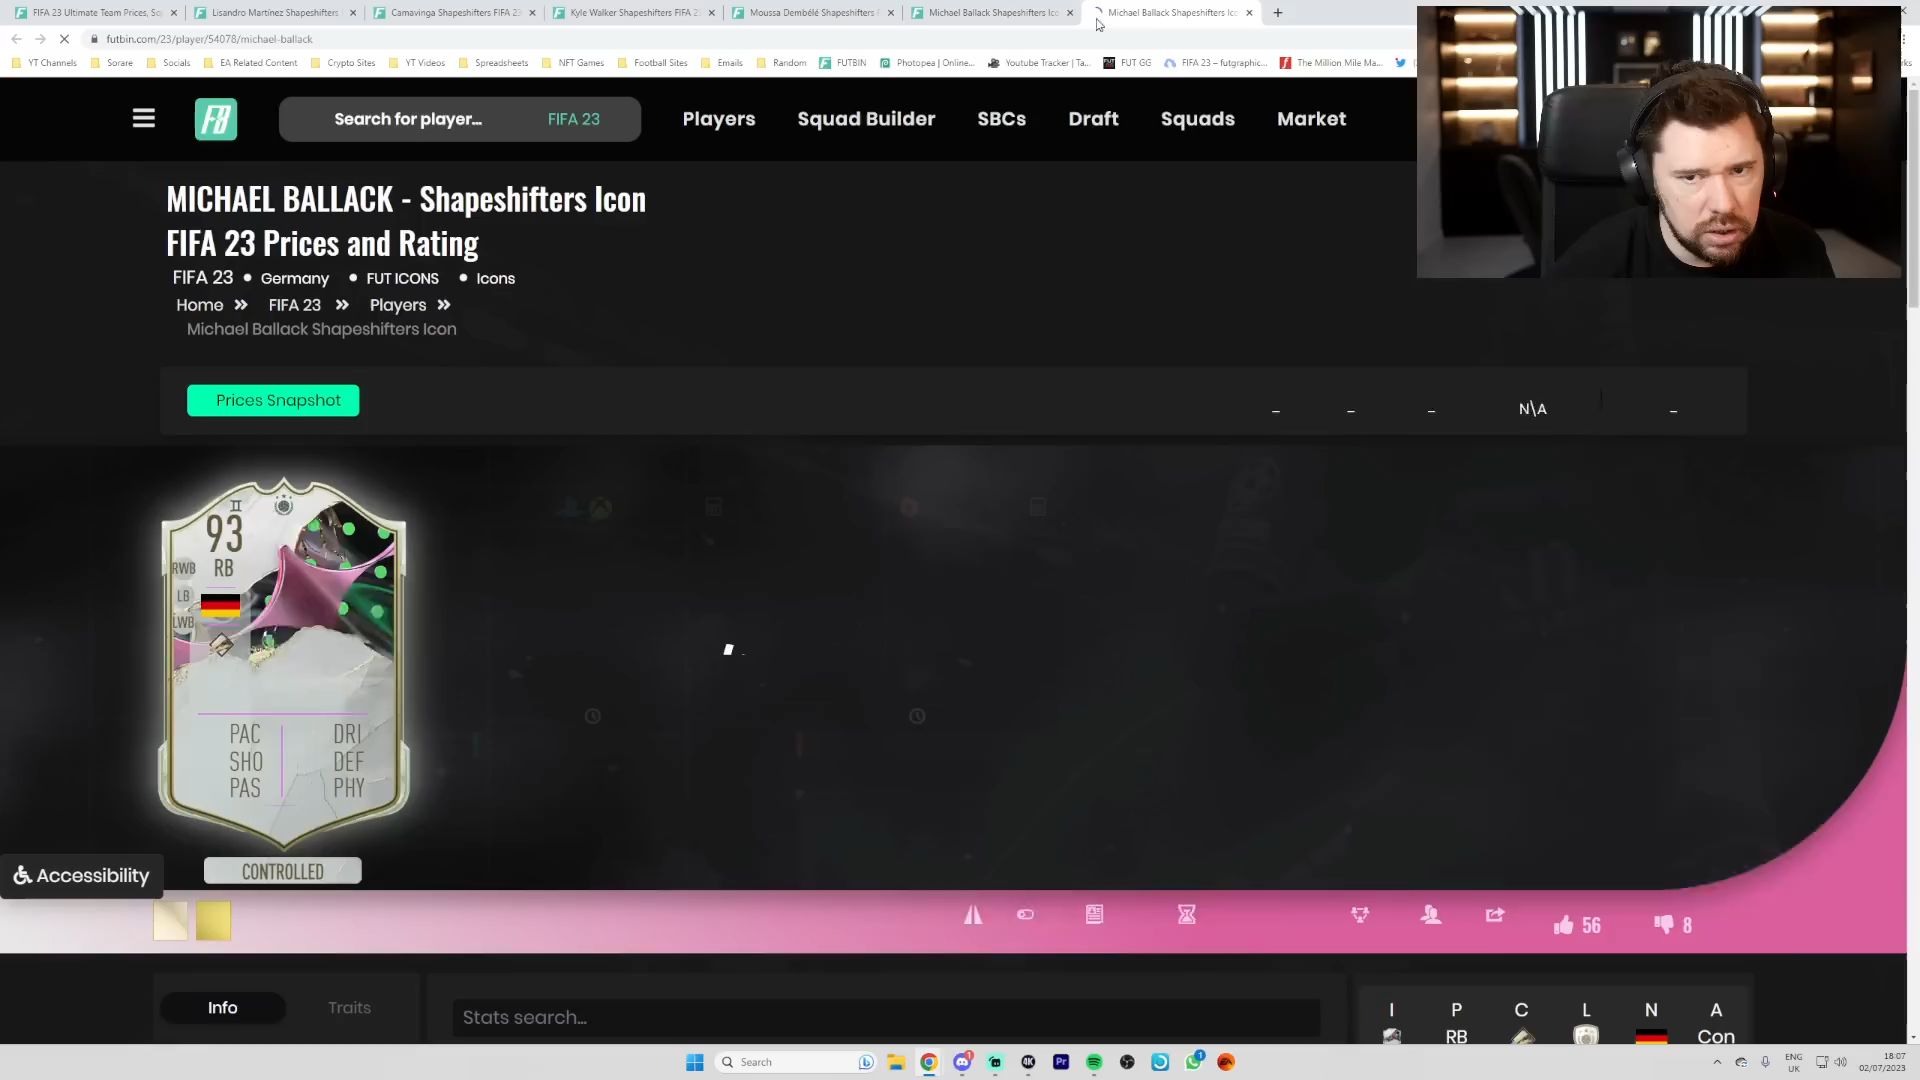 FIFA 23 Ultimate Team Prices, Sq
Lisandro Martínez Shapeshifters
Camavinga Shapeshifters FIFA 23
Kyle Walker Shapeshifters FIFA 2
Moussa Dembélé Shapeshifters
Michael Ballack Shapeshifters Ico
Michael Ballack Shapeshifters Ico
futbin.com/23/player/54078/michael-ballack
YT Channels
Sorare
Socials
EA Related Content
Crypto Sites
YT Videos
Spreadsheets
NFT Games
Football Sites
Emails
Random
FUTBIN
Photopea | Online...
Youtube Tracker | Ta...
FUT GG
FIFA 23 – futgraphic...
The Million Mile Ma...
Search for player...
FIFA 23
Players
Squad Builder
SBCs
Draft
Squads
Market
MICHAEL BALLACK - Shapeshifters Icon
FIFA 23 Prices and Rating
FIFA 23 • Germany • FUT ICONS • Icons
Home » FIFA 23 » Players »
Michael Ballack Shapeshifters Icon
Prices Snapshot
– – – N\A –
93
RB
RWB
LB
LWB
PAC
DRI
SHO
DEF
PAS
PHY
CONTROLLED
Accessibility
56
8
Info
Traits
Stats search...
I P C L N A
RB
Con
Search
ENG
UK
18:07
02/07/2023